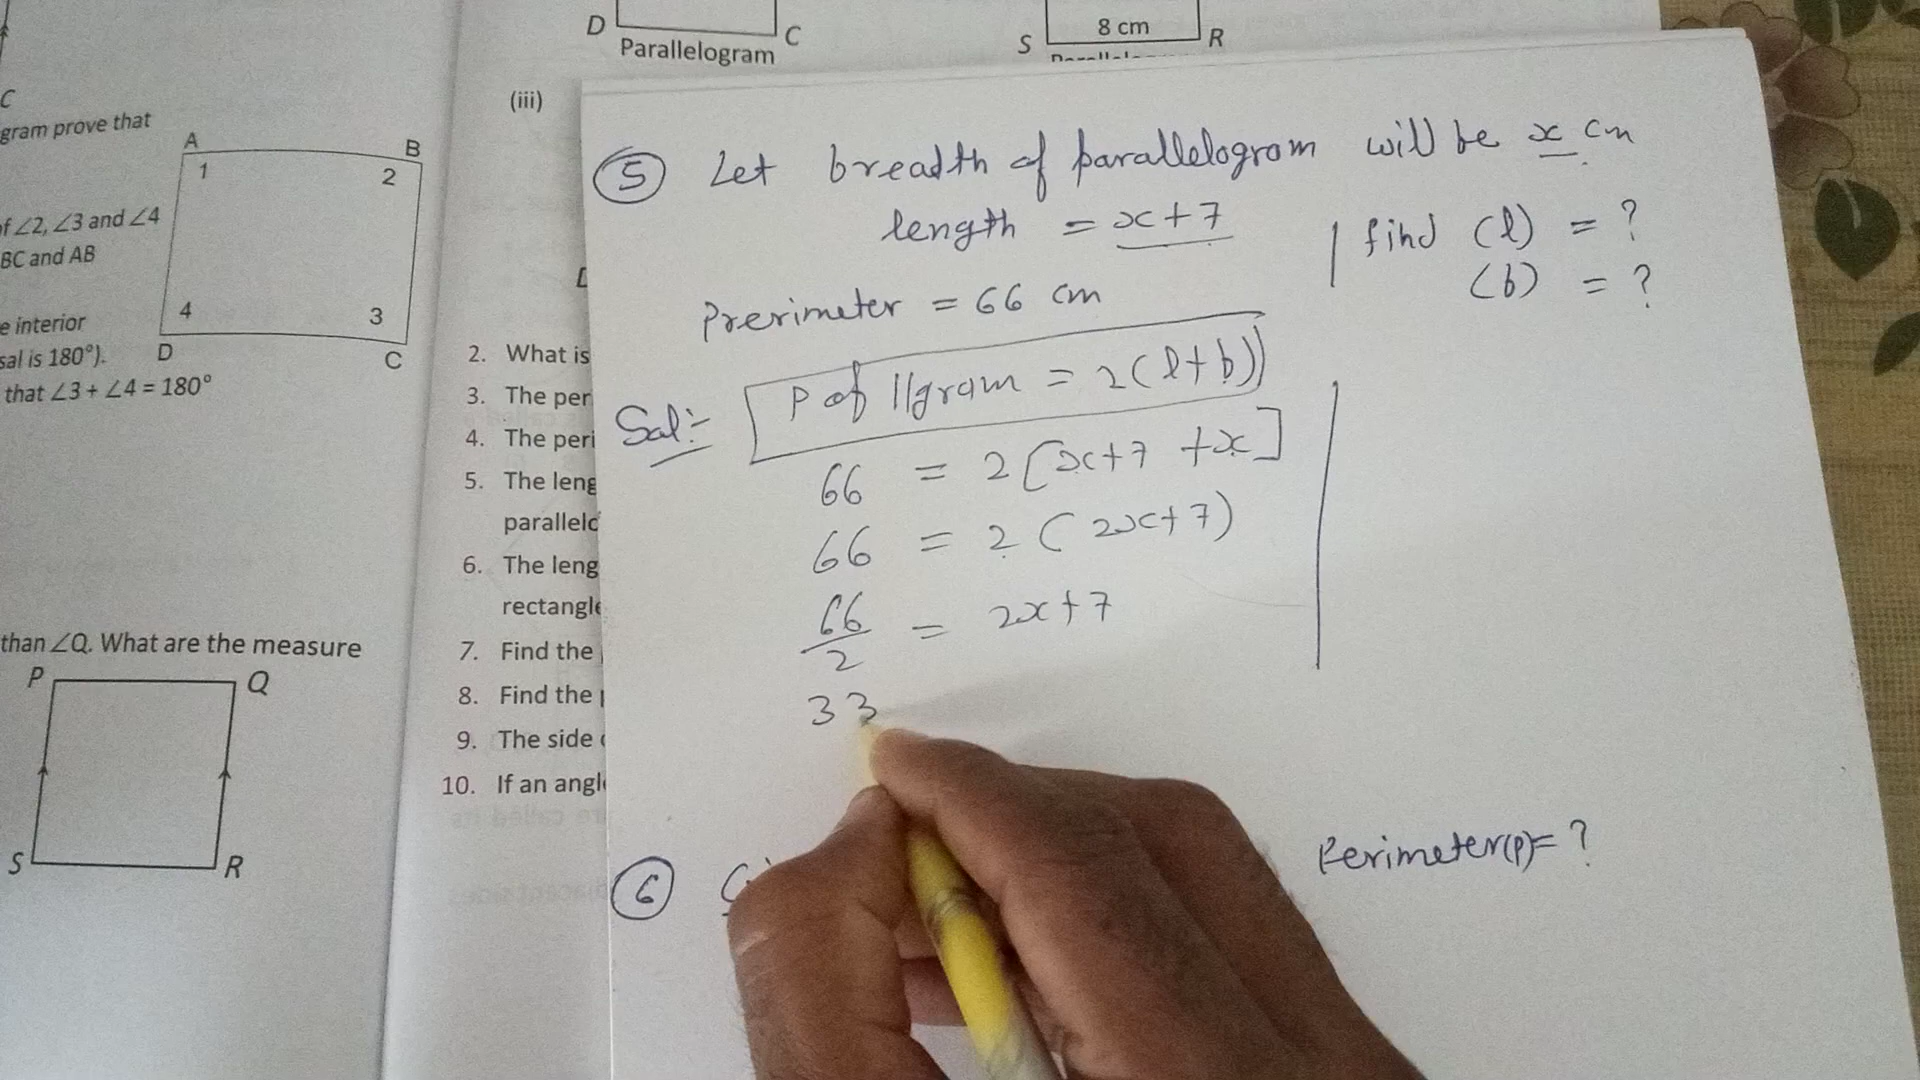 D
C
Parallelogram
8 cm
S
R
C
gram prove that
A
B
1
2
f ∠2, ∠3 and ∠4
BC and AB
4
3
e interior
sal is 180°).
D
C
that ∠3 + ∠4 = 180°
than ∠Q. What are the measure
P
Q
S
R
(iii)
2. What is
3. The per
4. The peri
5. The leng
parallelo
6. The leng
rectangle
7. Find the
8. Find the
9. The side
10. If an angl
(5) Let breadth of parallelogram will be x cm
length = x+7
find (l) = ?
(b) = ?
Prerimeter = 66 cm
Sol:- P of ||gram = 2(l+b)
66 = 2[x+7 +x]
66 = 2(2x+7)
66/2 = 2x+7
33
(6)
Perimeter(p)= ?